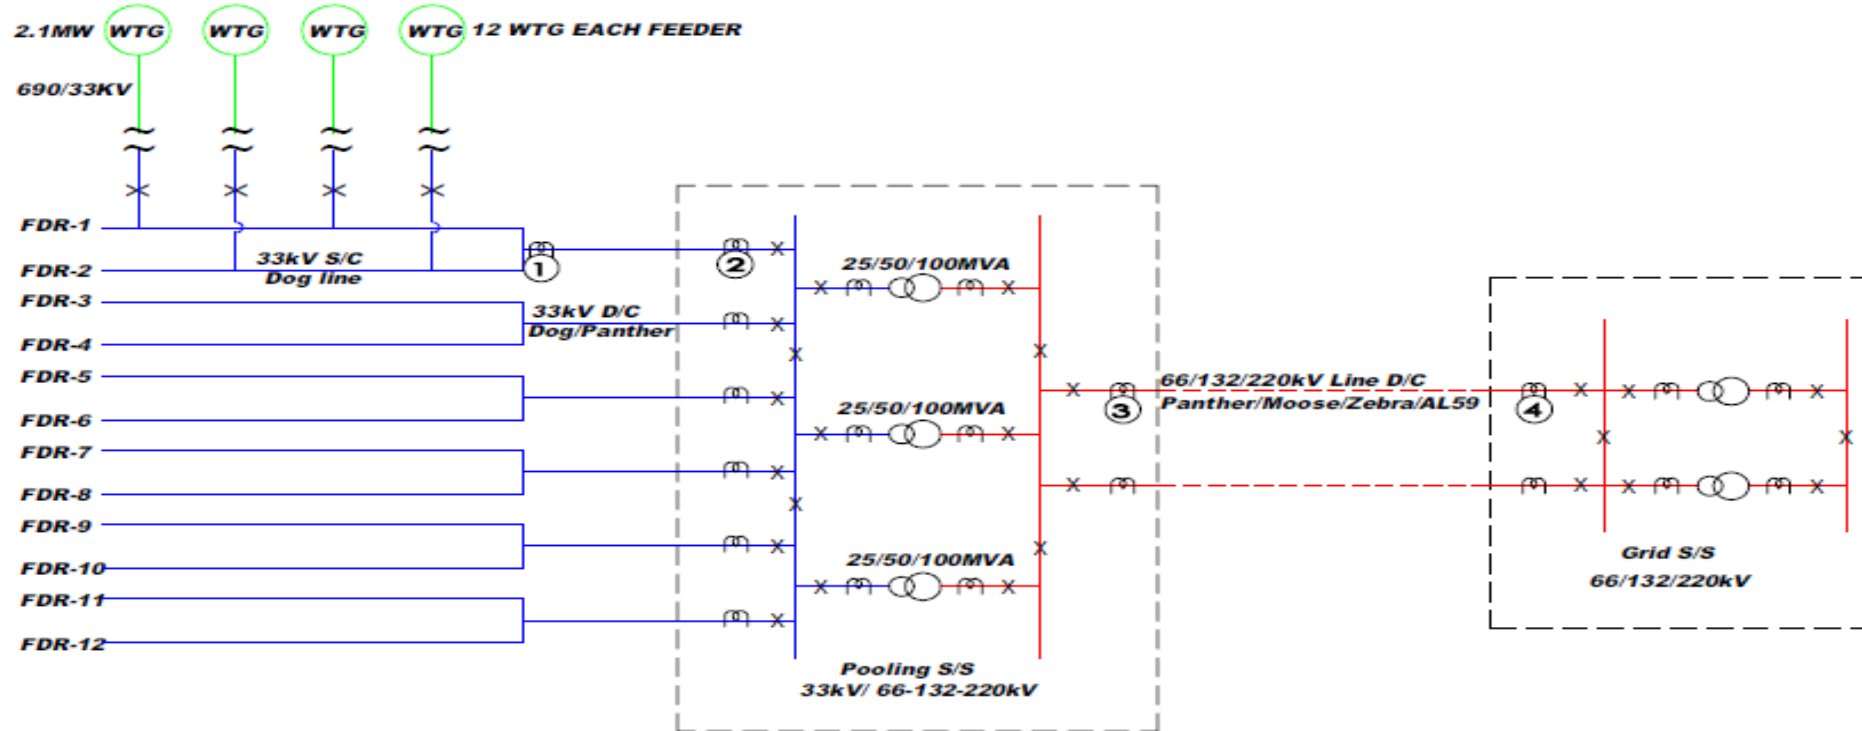 2.1MW WTG WTG WTG WTG 12 WTG EACH FEEDER
690/33KV
FDR-1
FDR-2
33kV S/C
Dog line
1
2
FDR-3
FDR-4
33kV D/C
Dog/Panther
FDR-5
FDR-6
FDR-7
FDR-8
FDR-9
FDR-10
FDR-11
FDR-12
25/50/100MVA
25/50/100MVA
25/50/100MVA
Pooling S/S
33kV/ 66-132-220kV
3
66/132/220kV Line D/C
Panther/Moose/Zebra/AL59
4
Grid S/S
66/132/220kV